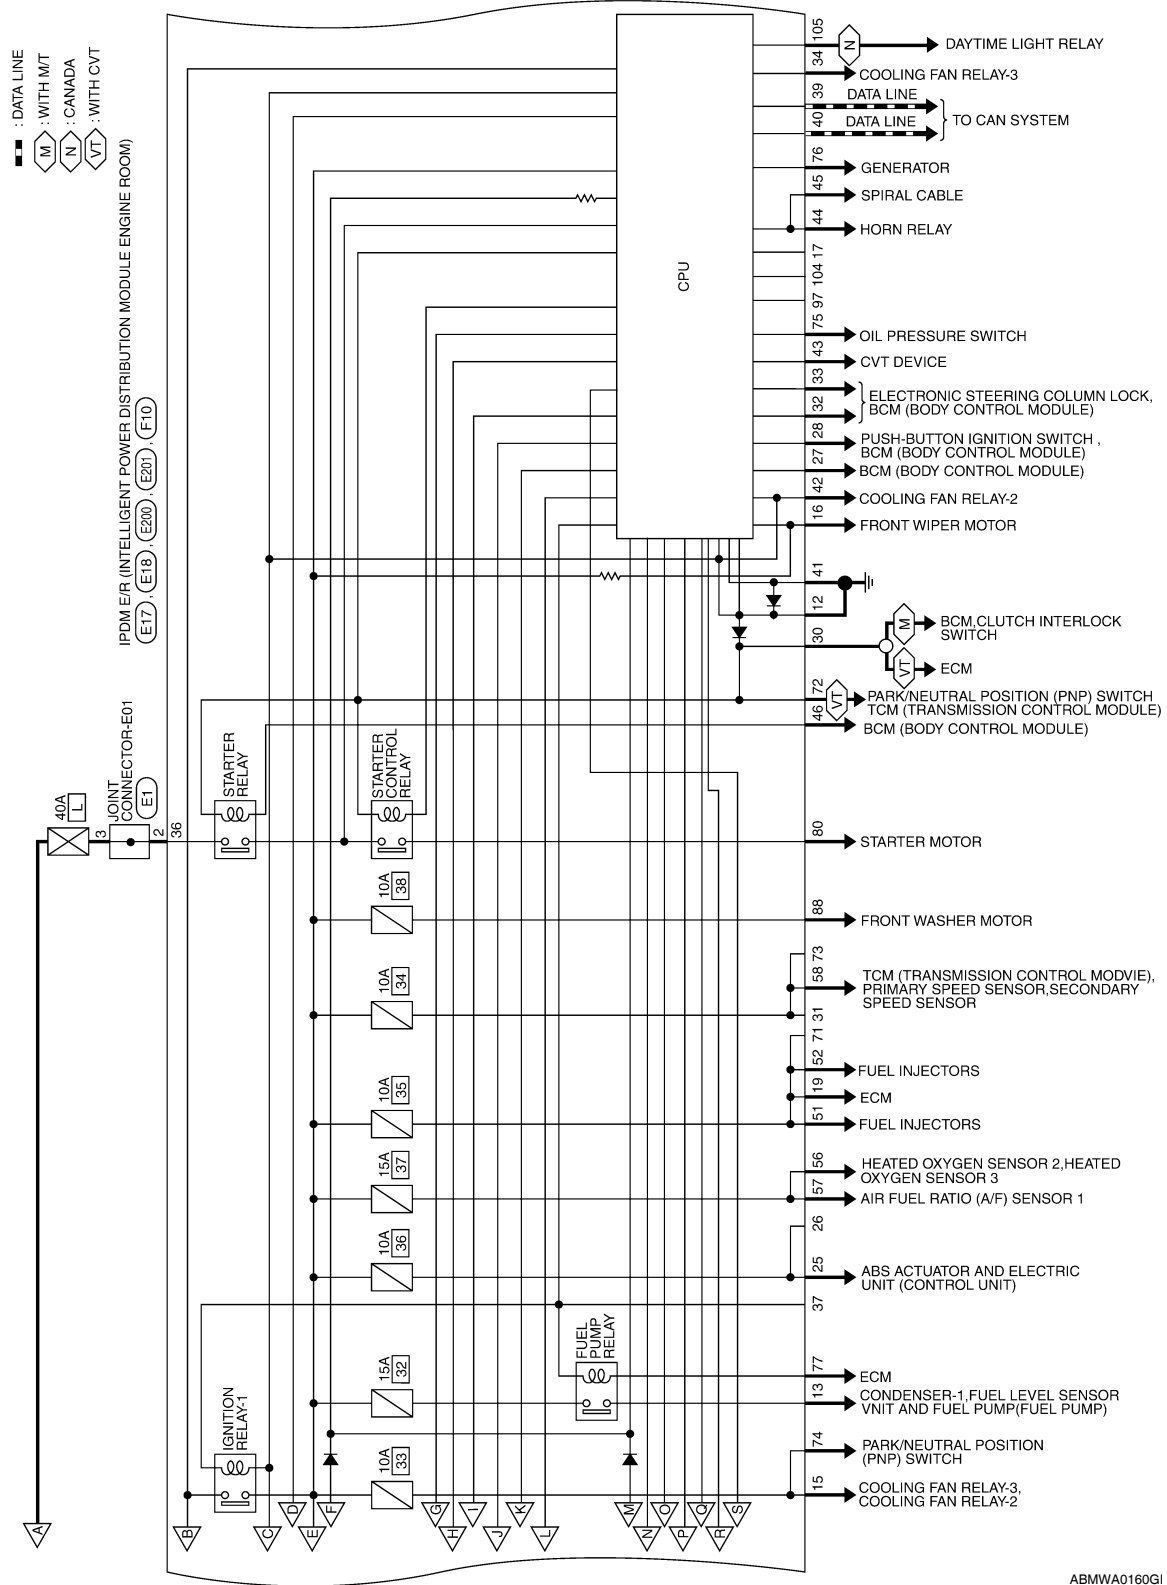 : DATA LINE
M : WITH M/T
N : CANADA
VT : WITH CVT
IPDM E/R (INTELLIGENT POWER DISTRIBUTION MODULE ENGINE ROOM)
E17 , E18 , E200 , E201 , F10
CPU
105
N
DAYTIME LIGHT RELAY
34
COOLING FAN RELAY-3
39
DATA LINE
40
DATA LINE
TO CAN SYSTEM
76
GENERATOR
45
SPIRAL CABLE
44
HORN RELAY
17
104
97
75
OIL PRESSURE SWITCH
43
CVT DEVICE
33
32
ELECTRONIC STEERING COLUMN LOCK,
BCM (BODY CONTROL MODULE)
28
PUSH-BUTTON IGNITION SWITCH ,
BCM (BODY CONTROL MODULE)
27
BCM (BODY CONTROL MODULE)
42
COOLING FAN RELAY-2
16
FRONT WIPER MOTOR
41
12
30
M
BCM,CLUTCH INTERLOCK
SWITCH
VT
ECM
72
VT
PARK/NEUTRAL POSITION (PNP) SWITCH
TCM (TRANSMISSION CONTROL MODULE)
46
BCM (BODY CONTROL MODULE)
40A
L
JOINT
CONNECTOR-E01
E1
3
2
36
STARTER
RELAY
STARTER
CONTROL
RELAY
80
STARTER MOTOR
10A
38
88
FRONT WASHER MOTOR
10A
34
73
58
31
TCM (TRANSMISSION CONTROL MODVIE),
PRIMARY SPEED SENSOR,SECONDARY
SPEED SENSOR
10A
35
71
52
FUEL INJECTORS
19
ECM
51
FUEL INJECTORS
15A
37
56
HEATED OXYGEN SENSOR 2,HEATED
OXYGEN SENSOR 3
57
AIR FUEL RATIO (A/F) SENSOR 1
10A
36
26
25
ABS ACTUATOR AND ELECTRIC
UNIT (CONTROL UNIT)
37
FUEL
PUMP
RELAY
77
ECM
15A
32
13
CONDENSER-1,FUEL LEVEL SENSOR
VNIT AND FUEL PUMP(FUEL PUMP)
IGNITION
RELAY-1
10A
33
74
PARK/NEUTRAL POSITION
(PNP) SWITCH
15
COOLING FAN RELAY-3,
COOLING FAN RELAY-2
A
B
C
D
E
F
G
H
I
J
K
L
M
N
O
P
Q
R
S
ABMWA0160GI